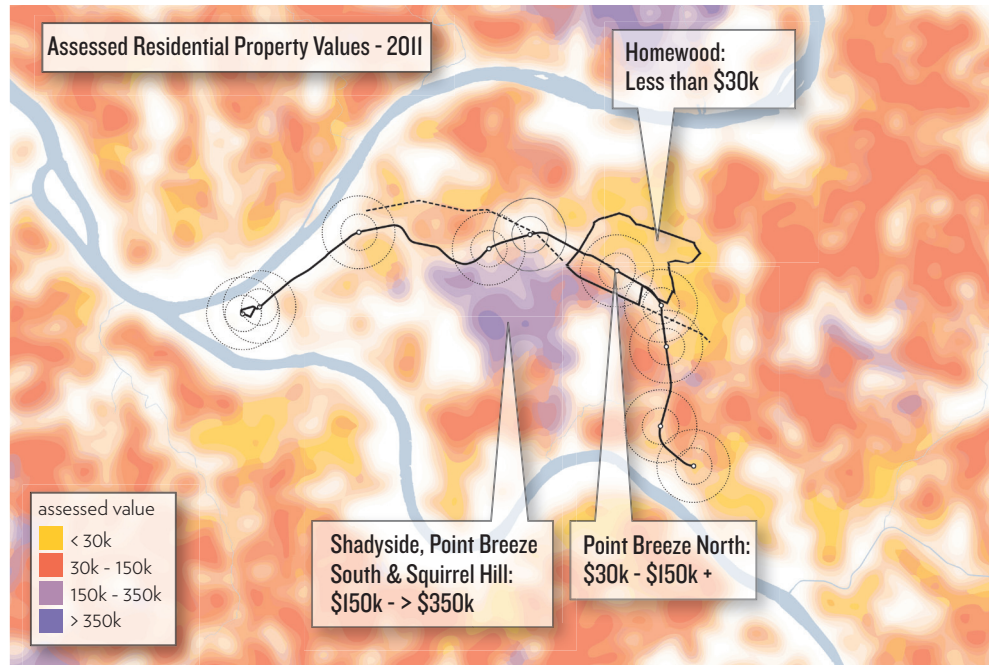 Assessed Residential Property Values - 2011
Homewood:
Less than $30k
Shadyside, Point Breeze
South & Squirrel Hill:
$150k - > $350k
Point Breeze North:
$30k - $150k +
assessed value
< 30k
30k - 150k
150k - 350k
> 350k